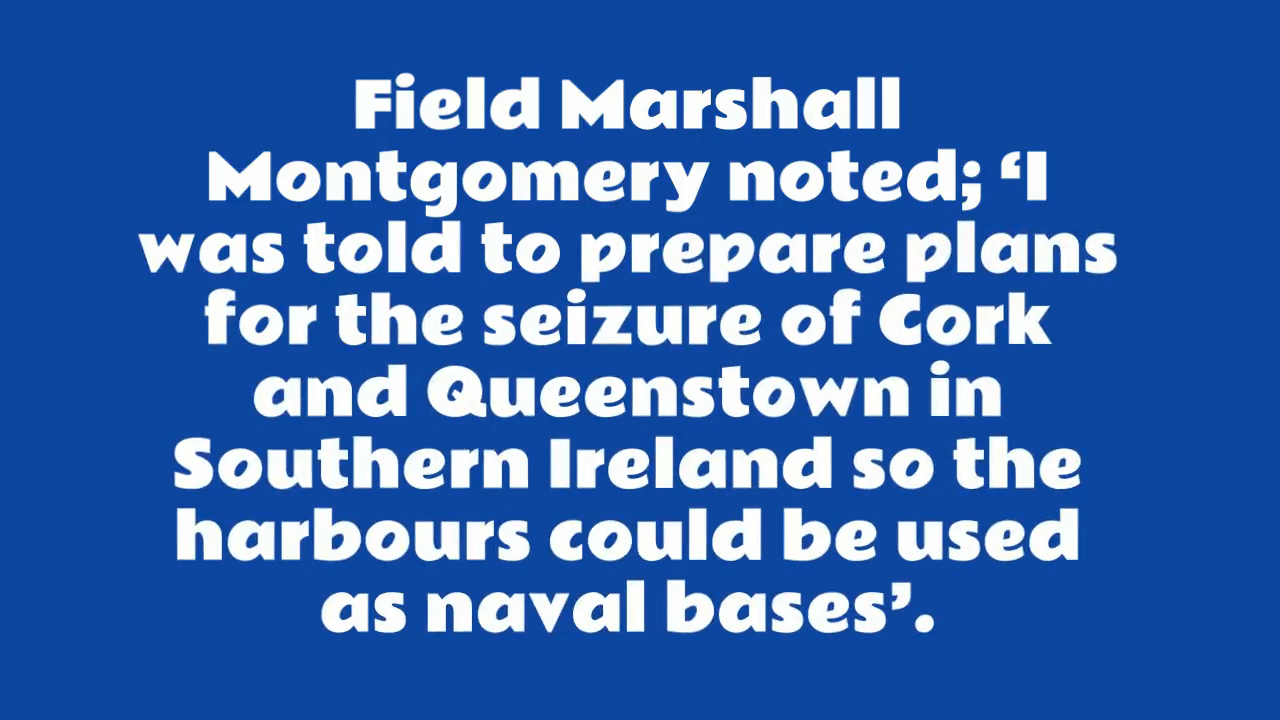 Field Marshall
Montgomery noted; ‘I
was told to prepare plans
for the seizure of Cork
and Queenstown in
Southern Ireland so the
harbours could be used
as naval bases’.